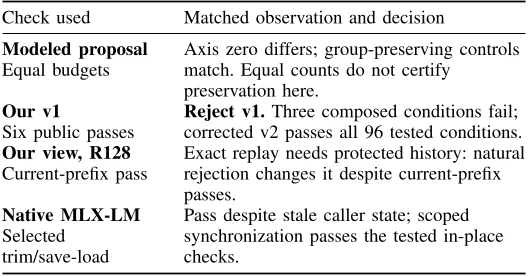 Check used Matched observation and decision
Modeled proposal Axis zero differs; group-preserving controls
Equal budgets match. Equal counts do not certify
preservation here.
Our v1 Reject v1. Three composed conditions fail;
Six public passes corrected v2 passes all 96 tested conditions.
Our view, R128 Exact replay needs protected history: natural
Current-prefix pass rejection changes it despite current-prefix
passes.
Native MLX-LM Pass despite stale caller state; scoped
Selected synchronization passes the tested in-place
trim/save-load checks.